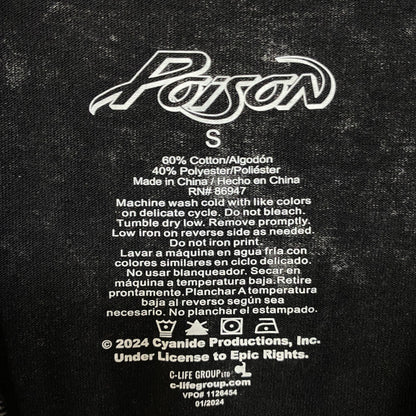 Poison
S
60% Cotton/Algodón
40% Polyester/Poliéster
Made in China / Hecho en China
RN# 86947
Machine wash cold with like colors
on delicate cycle. Do not bleach.
Tumble dry low. Remove promptly.
Low iron on reverse side as needed.
Do not iron print.
Lavar a máquina en agua fría con
colores similares en ciclo delicado.
No usar blanqueador. Secar en
máquina a temperatura baja.Retire
prontamente. Planchar A temperatura
baja al reverso según sea
necesario. No planchar el estampado.
© 2024 Cyanide Productions, Inc.
Under License to Epic Rights.
C-LIFE GROUP LTD
c-lifegroup.com
VPO# 1126454
01/2024